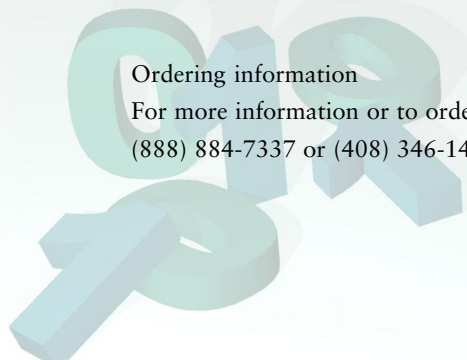 Ordering information
For more information or to orde
(888) 884-7337 or (408) 346-14